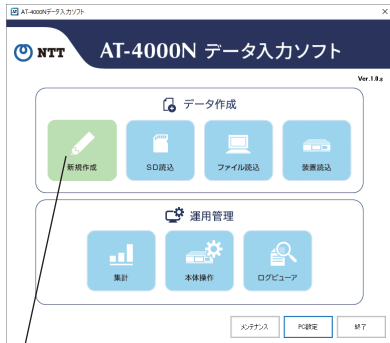 AT-4000Nデータ入力ソフト
NTT AT-4000N データ入力ソフト
Ver.1.0.z
データ作成
新規作成 SD読込 ファイル読込 装置読込
運用管理
集計 本体操作 ログビューア
メンテナンス PC設定 終了